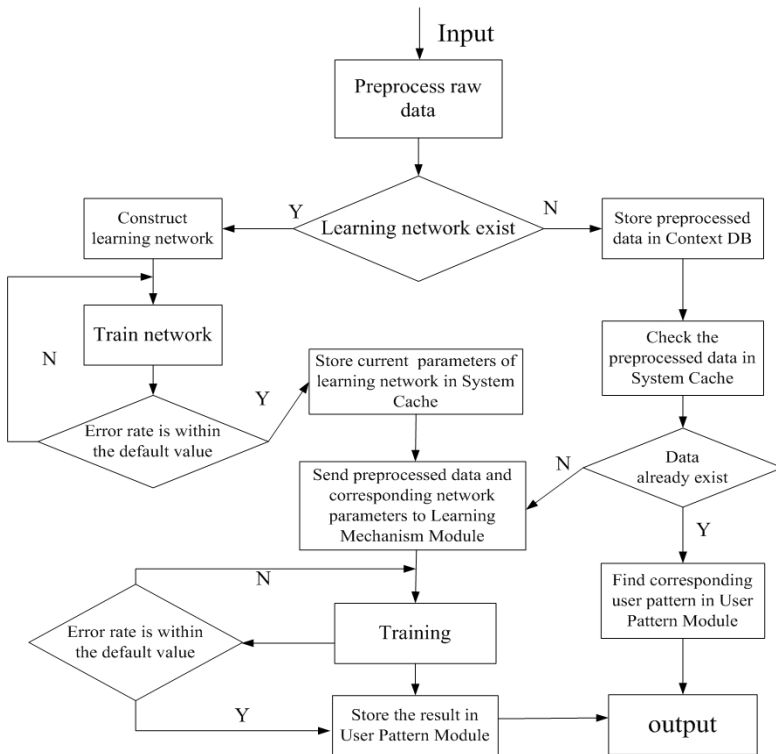 Input
Preprocess raw
data
Y
Learning network exist
N
Construct
learning network
Store preprocessed
data in Context DB
Train network
N
Check the
preprocessed data in
System Cache
Store current parameters of
learning network in System
Cache
Y
Error rate is within
the default value
N
Data
already exist
Send preprocessed data and
corresponding network
parameters to Learning
Mechanism Module
Y
N
Find corresponding
user pattern in User
Pattern Module
Error rate is within
the default value
Training
Y
Store the result in
User Pattern Module
output